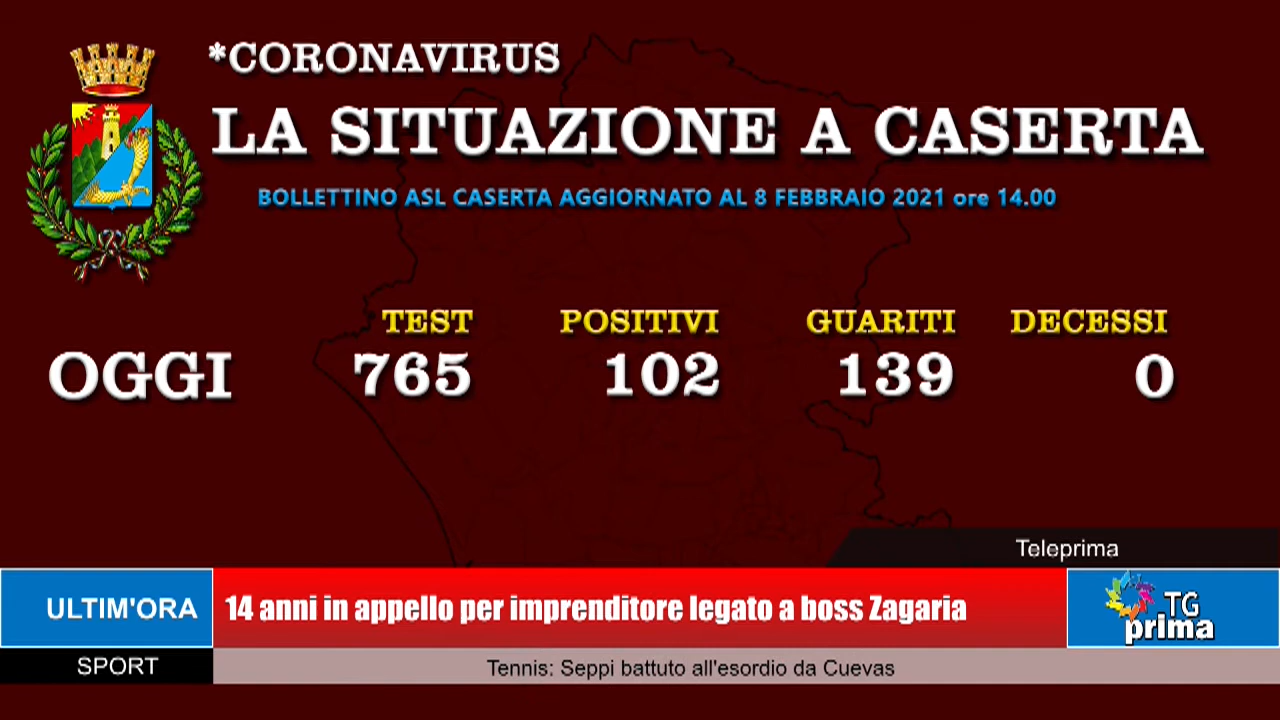 *CORONAVIRUS
LA SITUAZIONE A CASERTA
BOLLETTINO ASL CASERTA AGGIORNATO AL 8 FEBBRAIO 2021 ore 14.00
TEST POSITIVI GUARITI DECESSI
OGGI 765 102 139 0
Teleprima
ULTIM'ORA 14 anni in appello per imprenditore legato a boss Zagaria
TG
prima
SPORT Tennis: Seppi battuto all'esordio da Cuevas